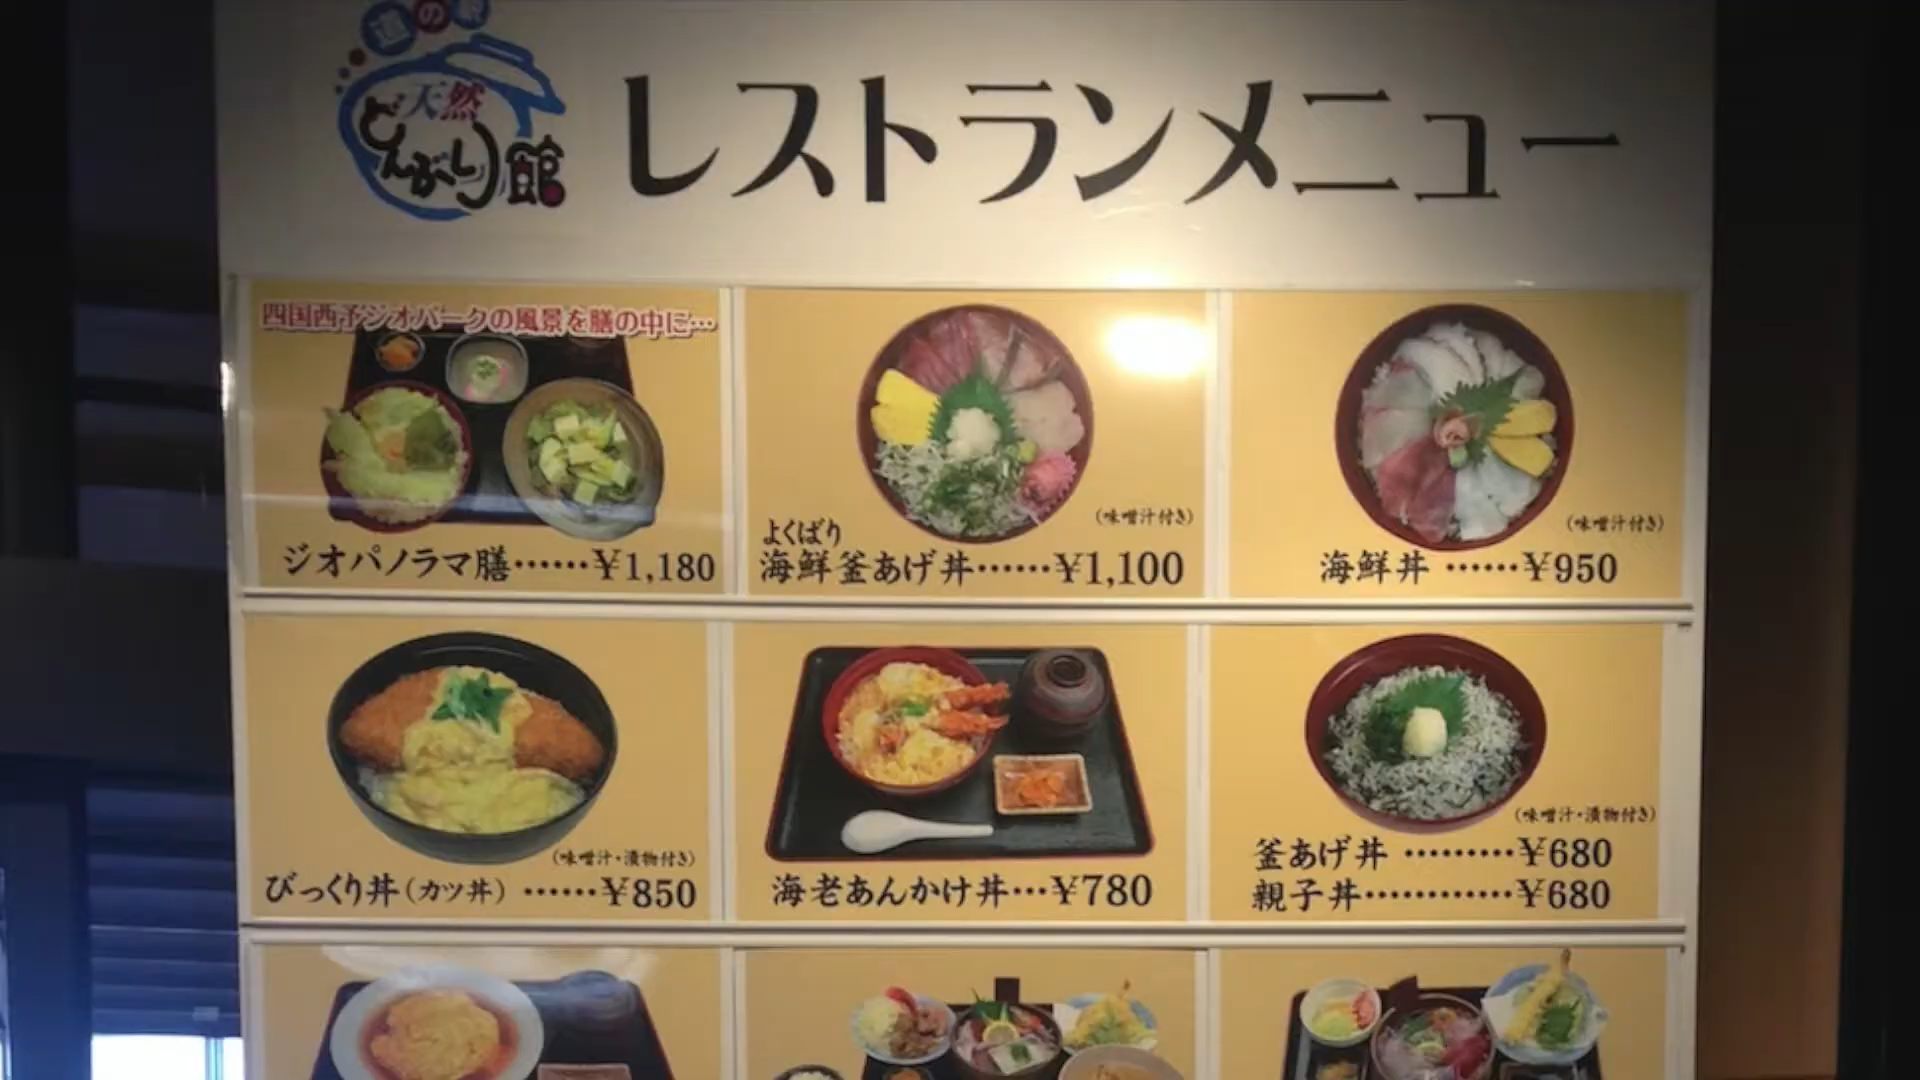 道の駅
天然
どんぶり館
レストランメニュー
四国西予ジオパークの風景を膳の中に…
ジオパノラマ膳……¥1,180
(味噌汁付き)
よくばり
海鮮釜あげ丼……¥1,100
(味噌汁付き)
海鮮丼……¥950
(味噌汁・漬物付き)
びっくり丼(カツ丼)……¥850
海老あんかけ丼…¥780
(味噌汁・漬物付き)
釜あげ丼………¥680
親子丼…………¥680